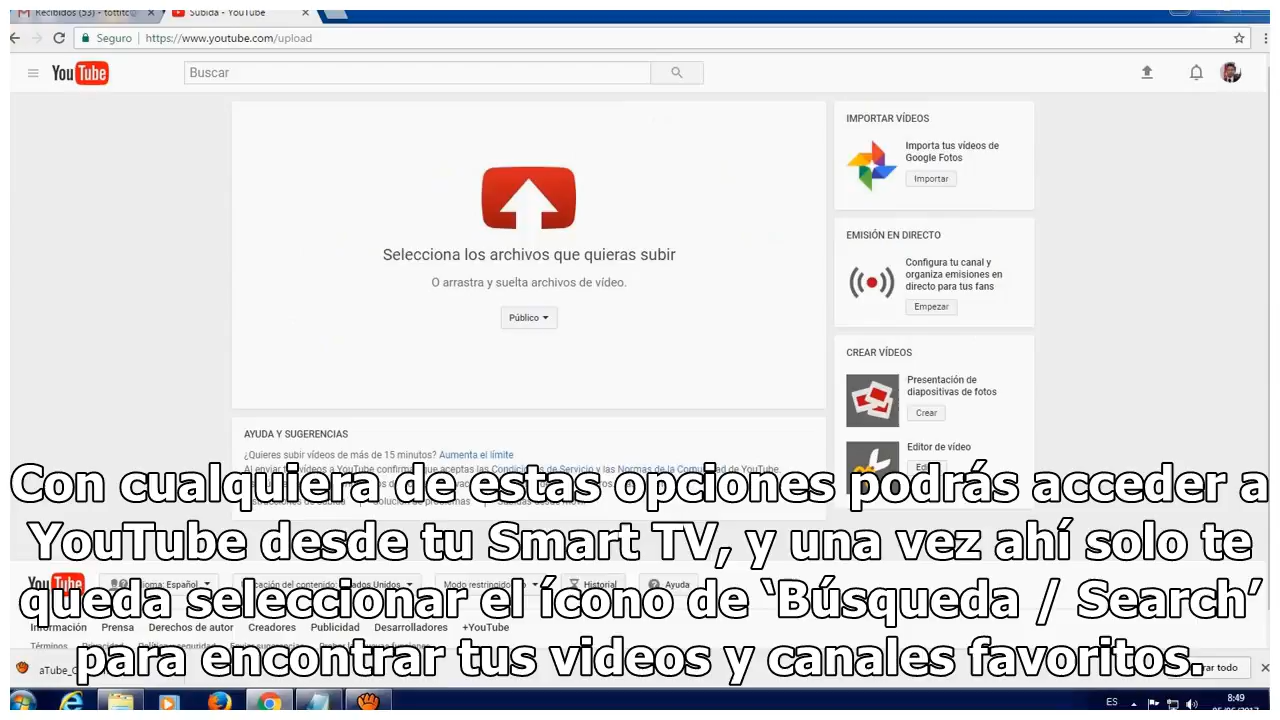 Recibidos (53) - tottitc
Subida - YouTube
Seguro
https://www.youtube.com/upload
YouTube
Buscar
Selecciona los archivos que quieras subir
O arrastra y suelta archivos de vídeo.
Público
IMPORTAR VÍDEOS
Importa tus vídeos de
Google Fotos
Importar
EMISIÓN EN DIRECTO
Configura tu canal y
organiza emisiones en
directo para tus fans
Empezar
CREAR VÍDEOS
Presentación de
diapositivas de fotos
Crear
Editor de vídeo
AYUDA Y SUGERENCIAS
¿Quieres subir vídeos de más de 15 minutos? Aumenta el límite
Con cualquiera de estas opciones podrás acceder a
YouTube desde tu Smart TV, y una vez ahí solo te
queda seleccionar el ícono de ‘Búsqueda / Search’
para encontrar tus videos y canales favoritos.
YouTube
Español
Modo restringido
Historial
Ayuda
Información Prensa Derechos de autor Creadores Publicidad Desarrolladores +YouTube
ES
8:49